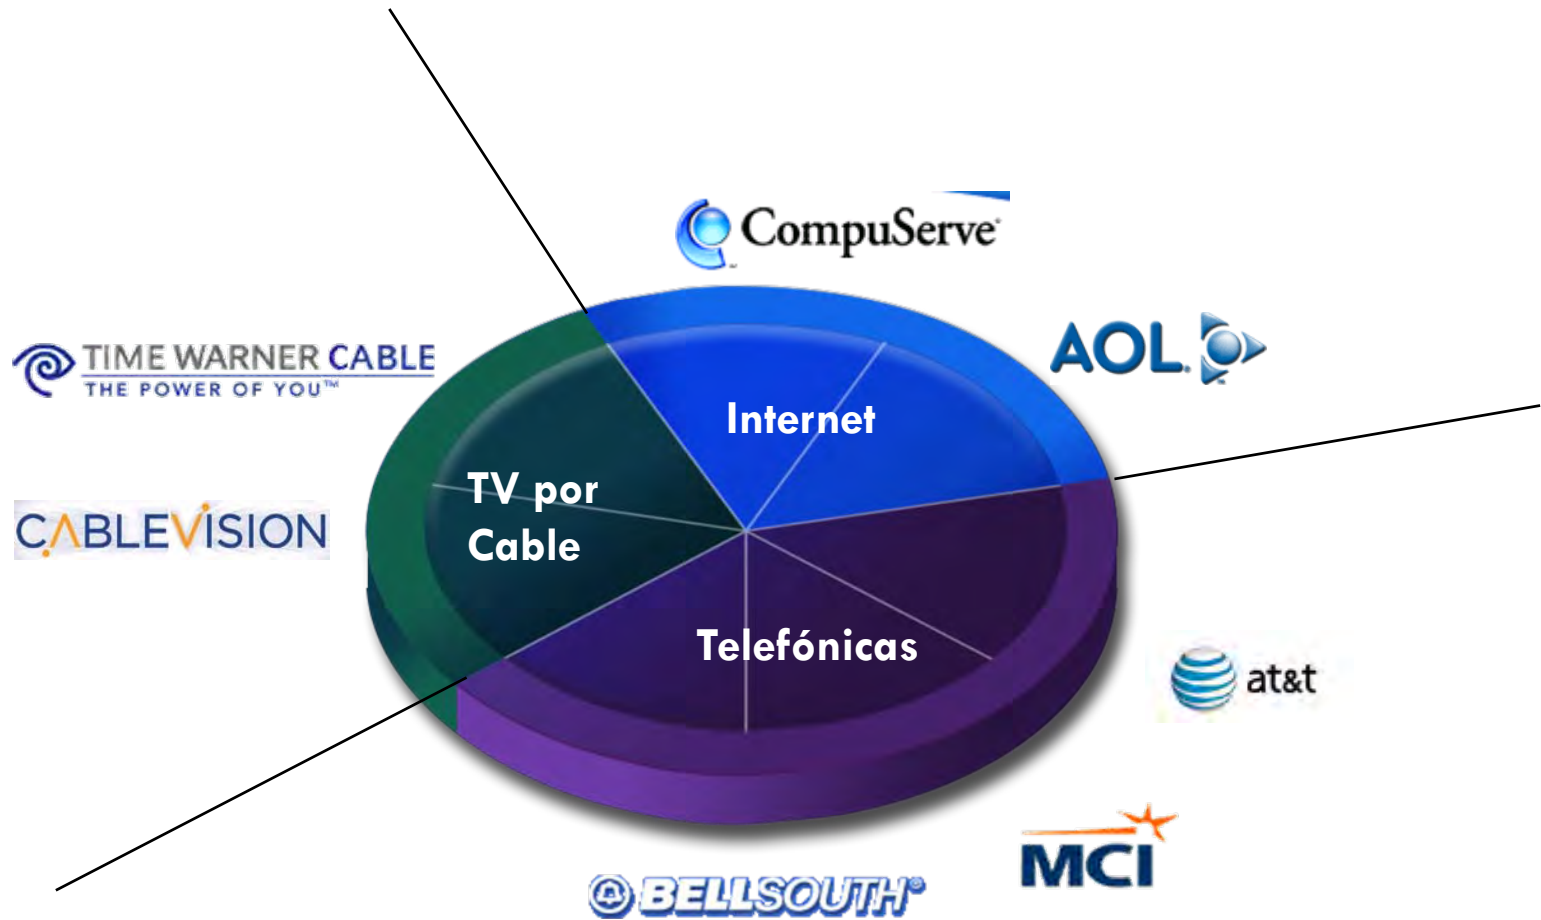 CompuServe
AOL
TIME WARNER CABLE
THE POWER OF YOU™
Internet
TV por
Cable
CABLEVISION
Telefónicas
at&t
MCI
BELLSOUTH®